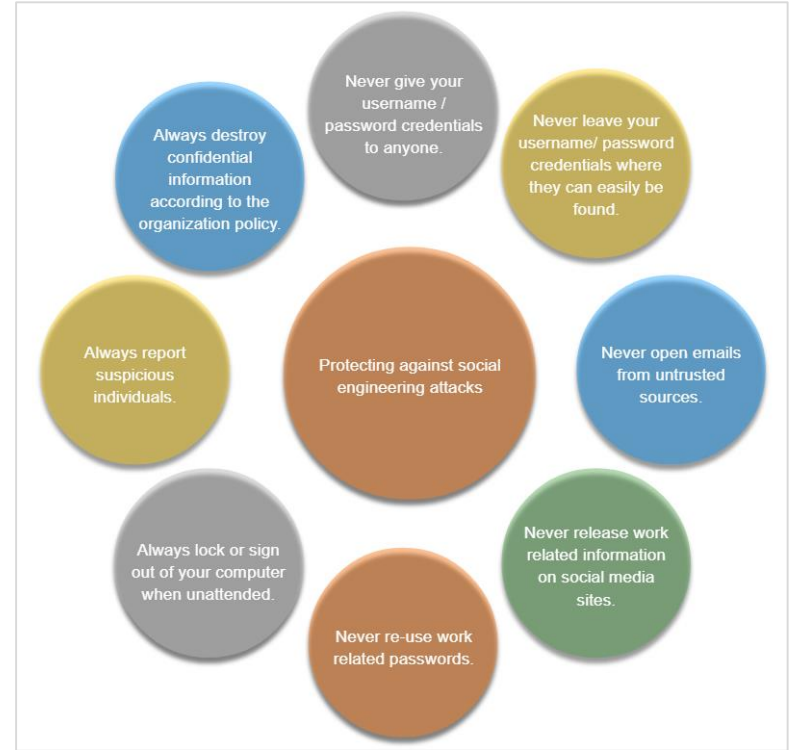 Never give your
username /
password credentials
to anyone.
Never leave your
username/ password
credentials where
they can easily be
found.
Never open emails
from untrusted
sources.
Never release work
related information
on social media
sites.
Never re-use work
related passwords.
Always lock or sign
out of your computer
when unattended.
Always report
suspicious
individuals.
Always destroy
confidential
information
according to the
organization policy.
Protecting against social
engineering attacks